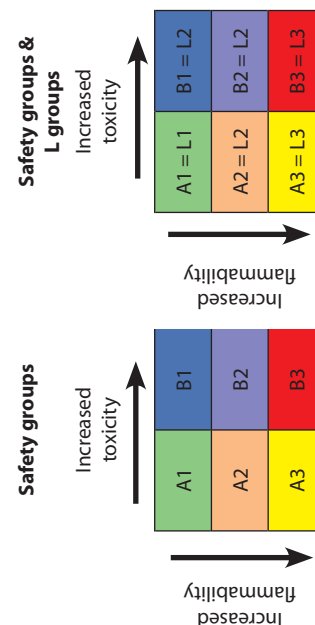 Safety groups
Increased
toxicity
Increased
flammability
A1 B1
A2 B2
A3 B3
Safety groups &
L groups
Increased
toxicity
Increased
flammability
A1 = L1 B1 = L2
A2 = L2 B2 = L2
A3 = L3 B3 = L3